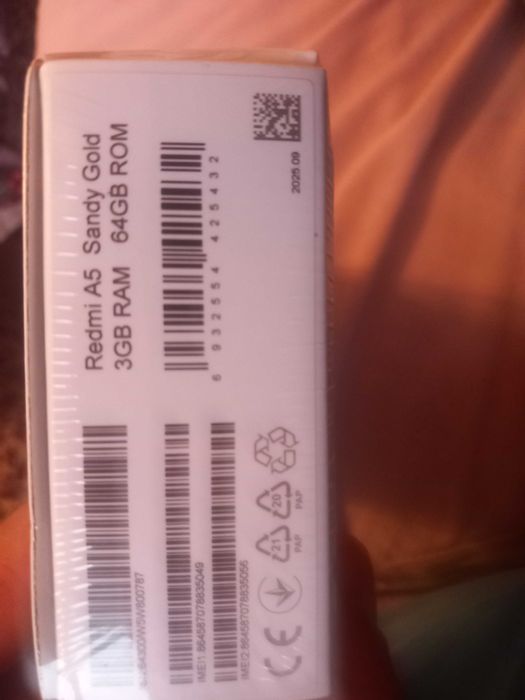 Redmi A5 Sandy Gold
3GB RAM 64GB ROM
6 932554 425432
2025.09
IMEI1:864587078835049
IMEI2:864587078835056
CE
21
PAP
20
PAP